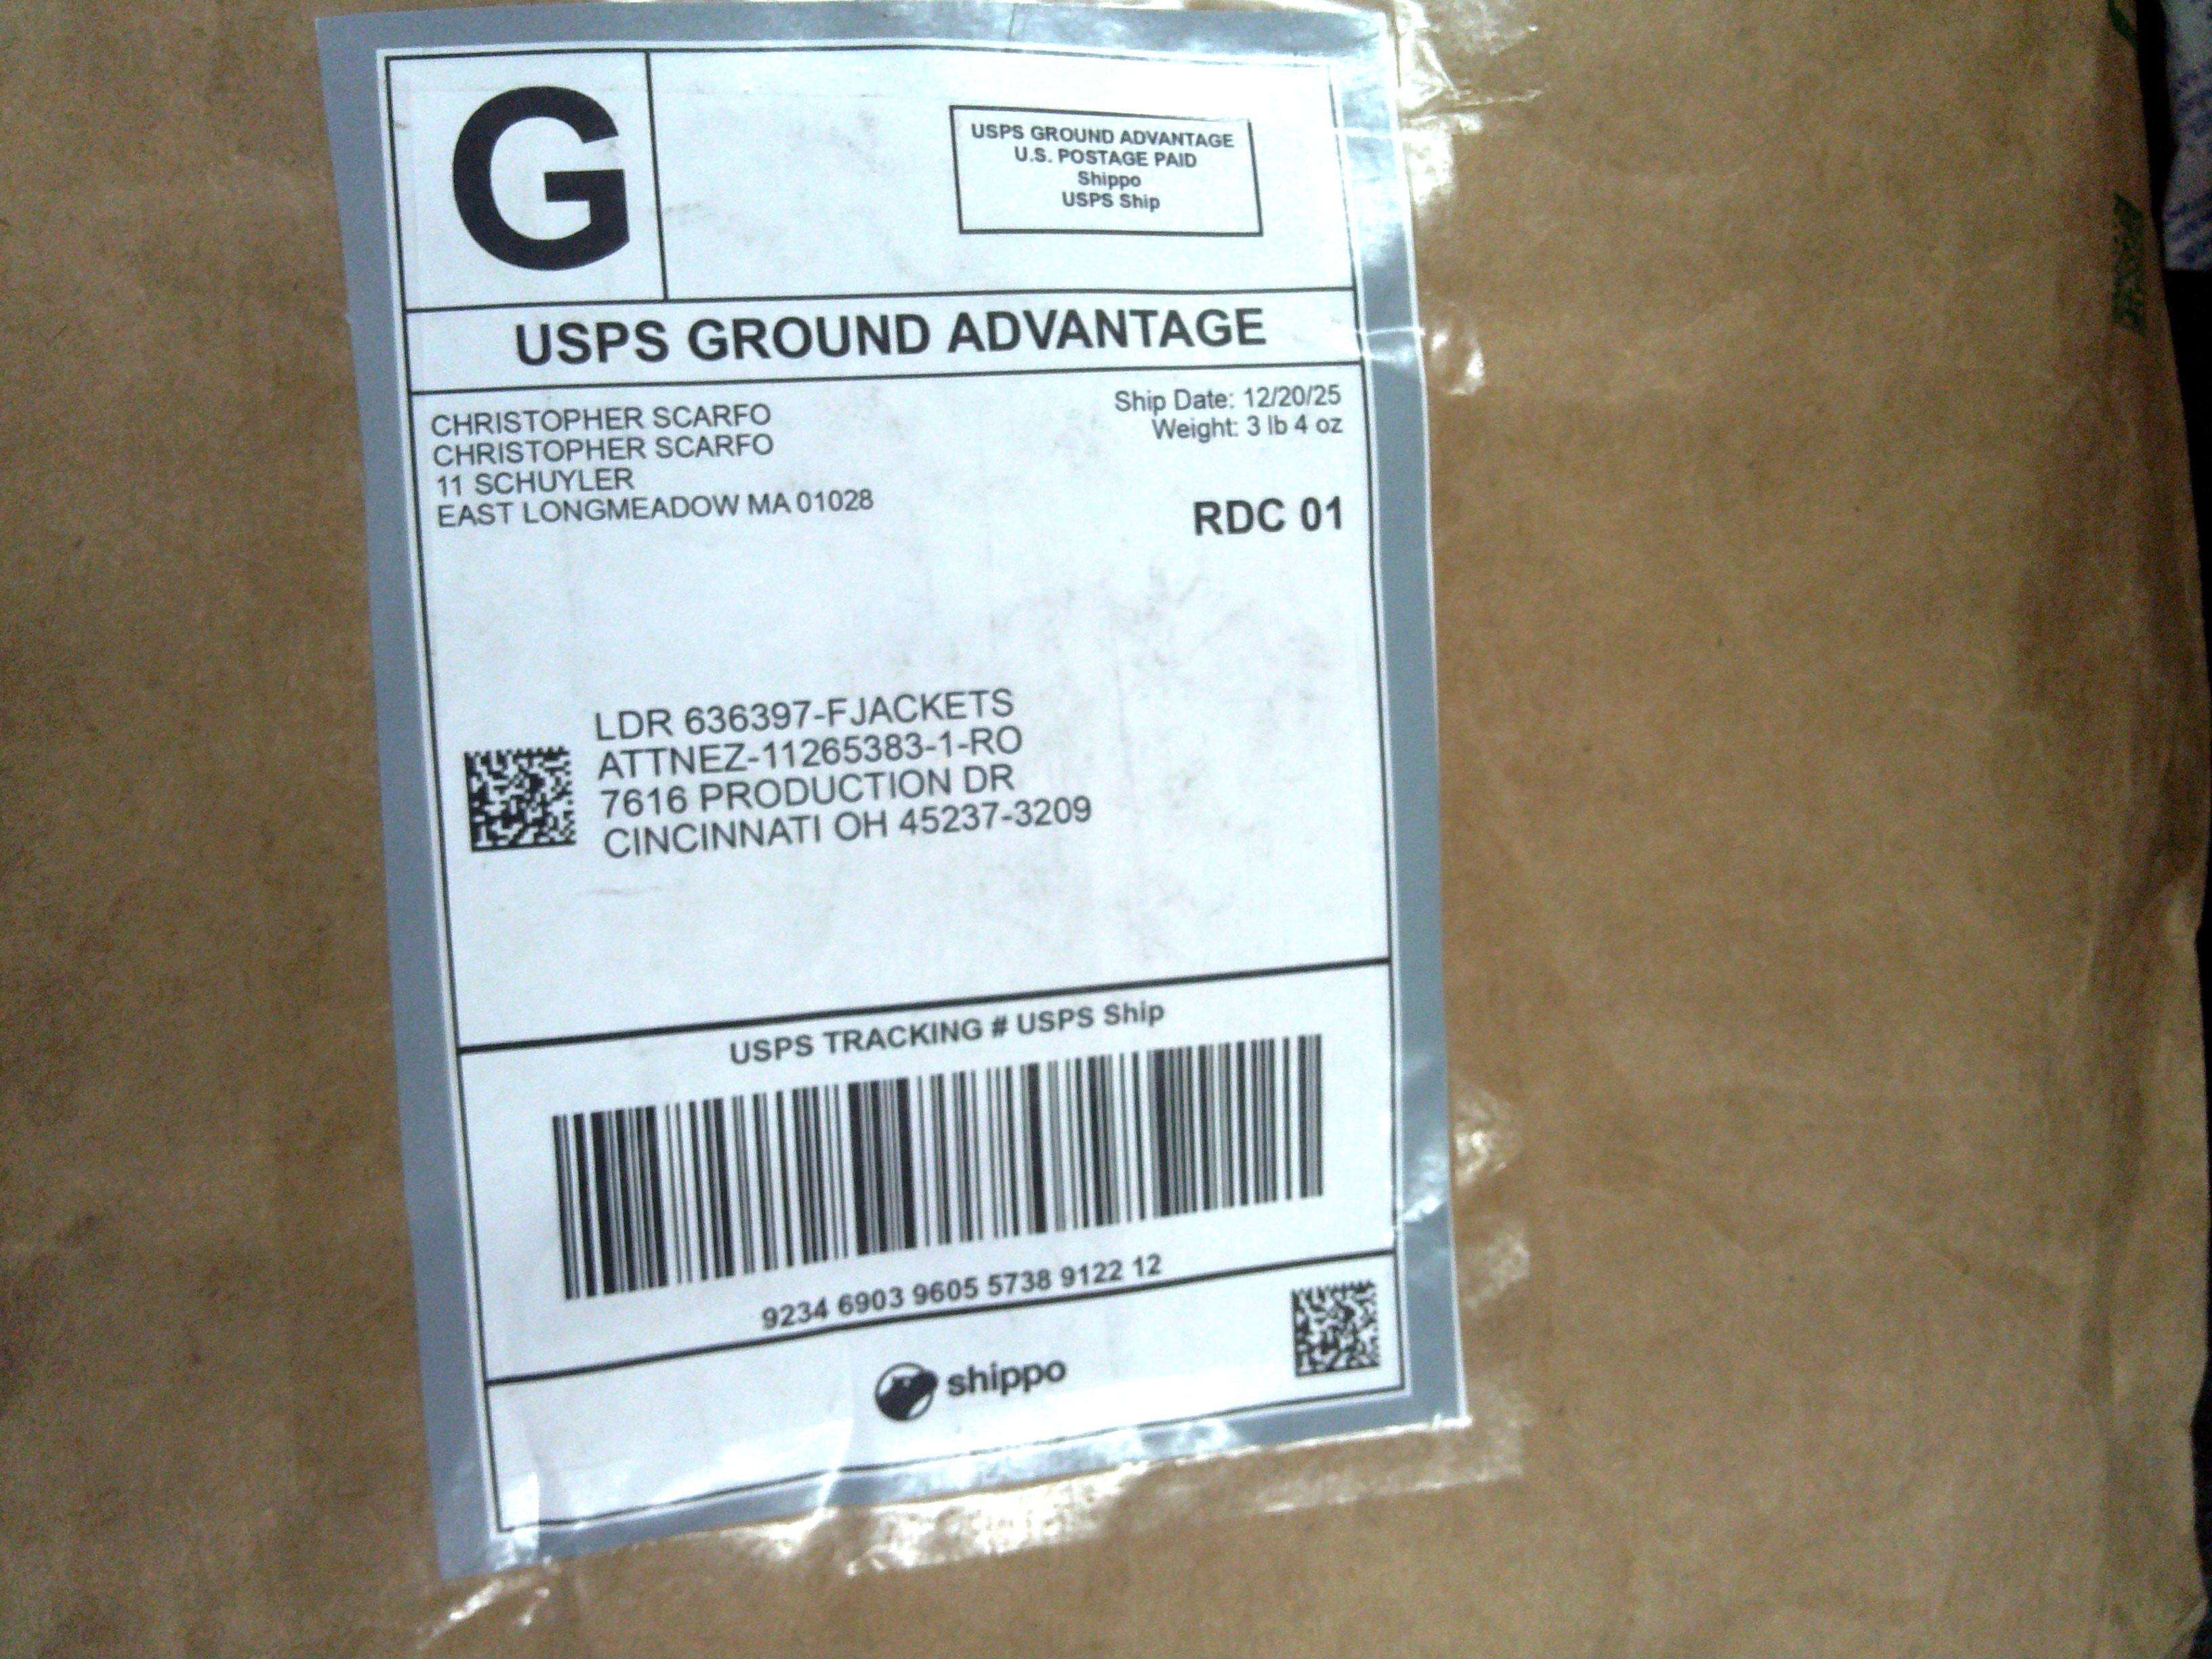 G
USPS GROUND ADVANTAGE
U.S. POSTAGE PAID
Shippo
USPS Ship
USPS GROUND ADVANTAGE
CHRISTOPHER SCARFO
CHRISTOPHER SCARFO
11 SCHUYLER
EAST LONGMEADOW MA 01028
Ship Date: 12/20/25
Weight: 3 lb 4 oz
RDC 01
LDR 636397-FJACKETS
ATTNEZ-11265383-1-RO
7616 PRODUCTION DR
CINCINNATI OH 45237-3209
USPS TRACKING # USPS Ship
9234 6903 9605 5738 9122 12
shippo